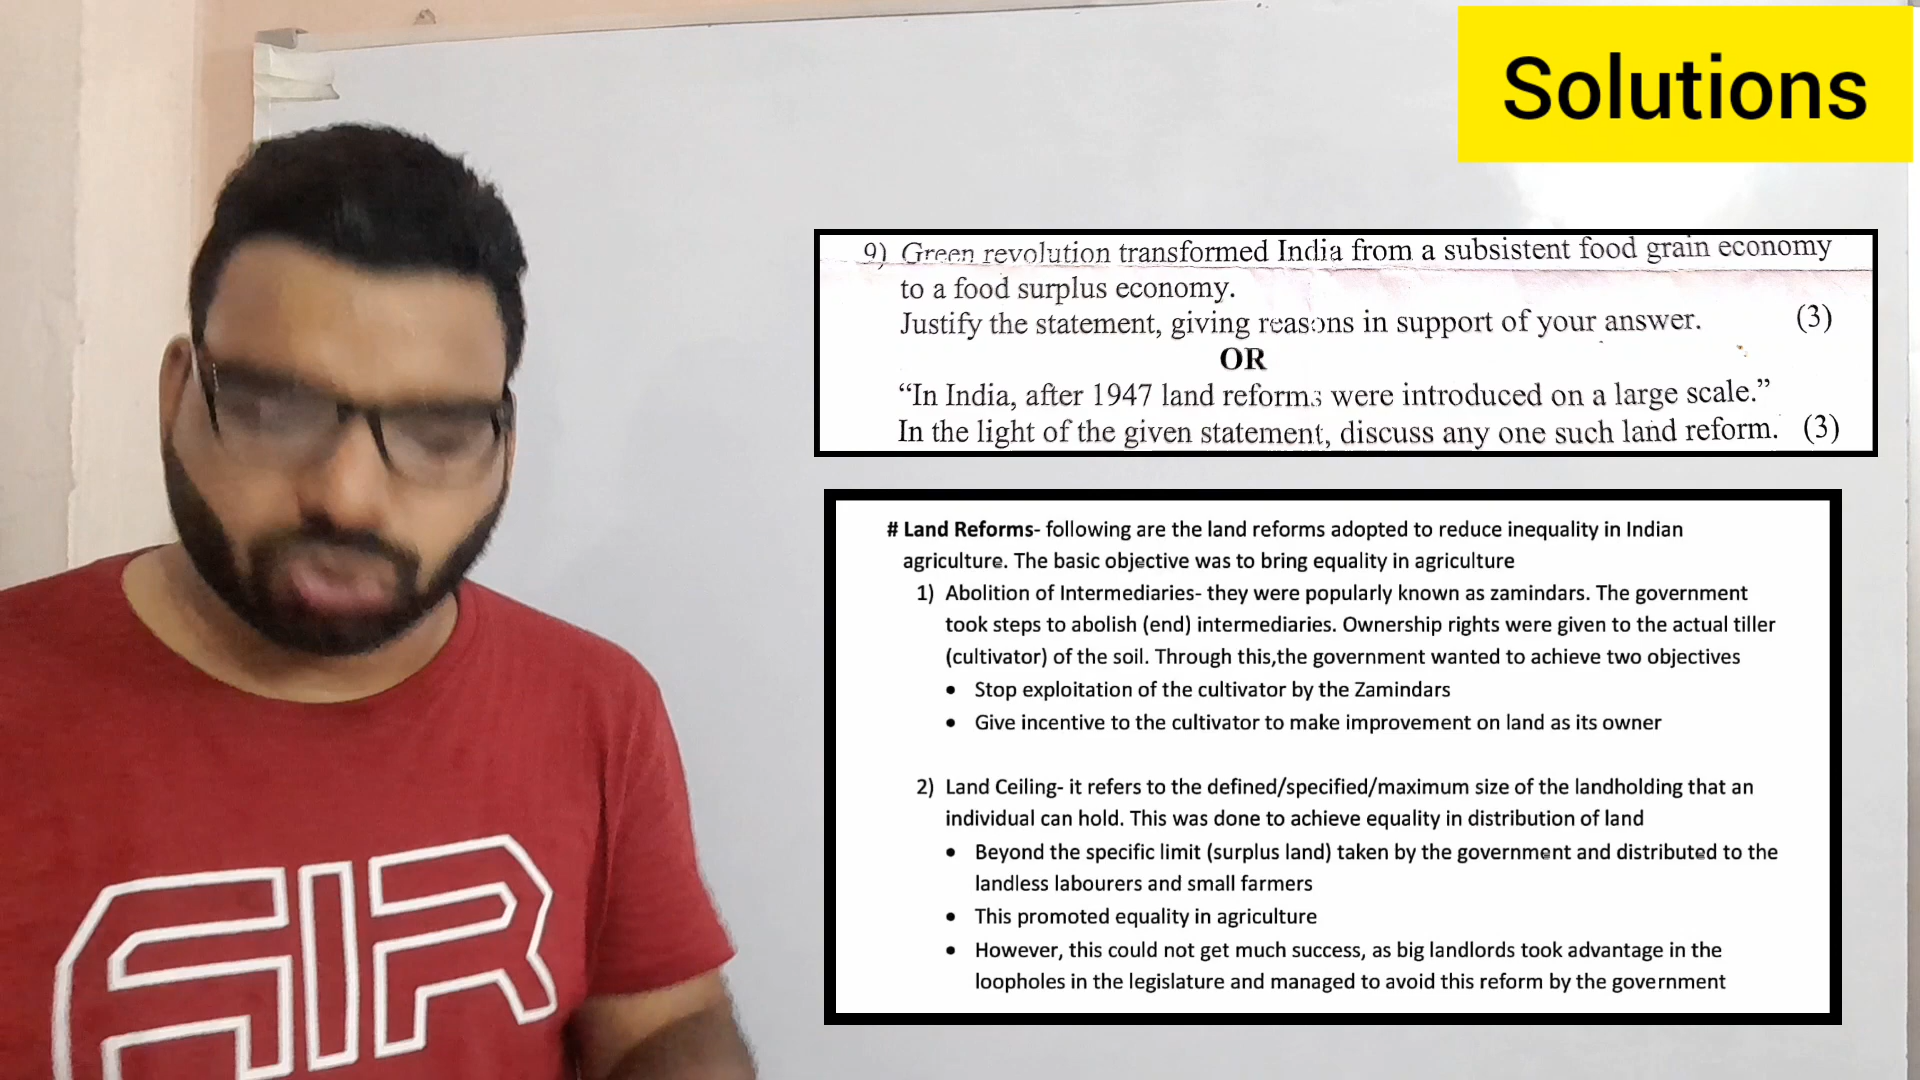 Solutions
9) Green revolution transformed India from a subsistent food grain economy
to a food surplus economy.
Justify the statement, giving reasons in support of your answer. (3)
OR
“In India, after 1947 land reforms were introduced on a large scale.”
In the light of the given statement, discuss any one such land reform. (3)
# Land Reforms- following are the land reforms adopted to reduce inequality in Indian
agriculture. The basic objective was to bring equality in agriculture
1) Abolition of Intermediaries- they were popularly known as zamindars. The government
took steps to abolish (end) intermediaries. Ownership rights were given to the actual tiller
(cultivator) of the soil. Through this,the government wanted to achieve two objectives
• Stop exploitation of the cultivator by the Zamindars
• Give incentive to the cultivator to make improvement on land as its owner
2) Land Ceiling- it refers to the defined/specified/maximum size of the landholding that an
individual can hold. This was done to achieve equality in distribution of land
• Beyond the specific limit (surplus land) taken by the government and distributed to the
landless labourers and small farmers
• This promoted equality in agriculture
• However, this could not get much success, as big landlords took advantage in the
loopholes in the legislature and managed to avoid this reform by the government
AIR